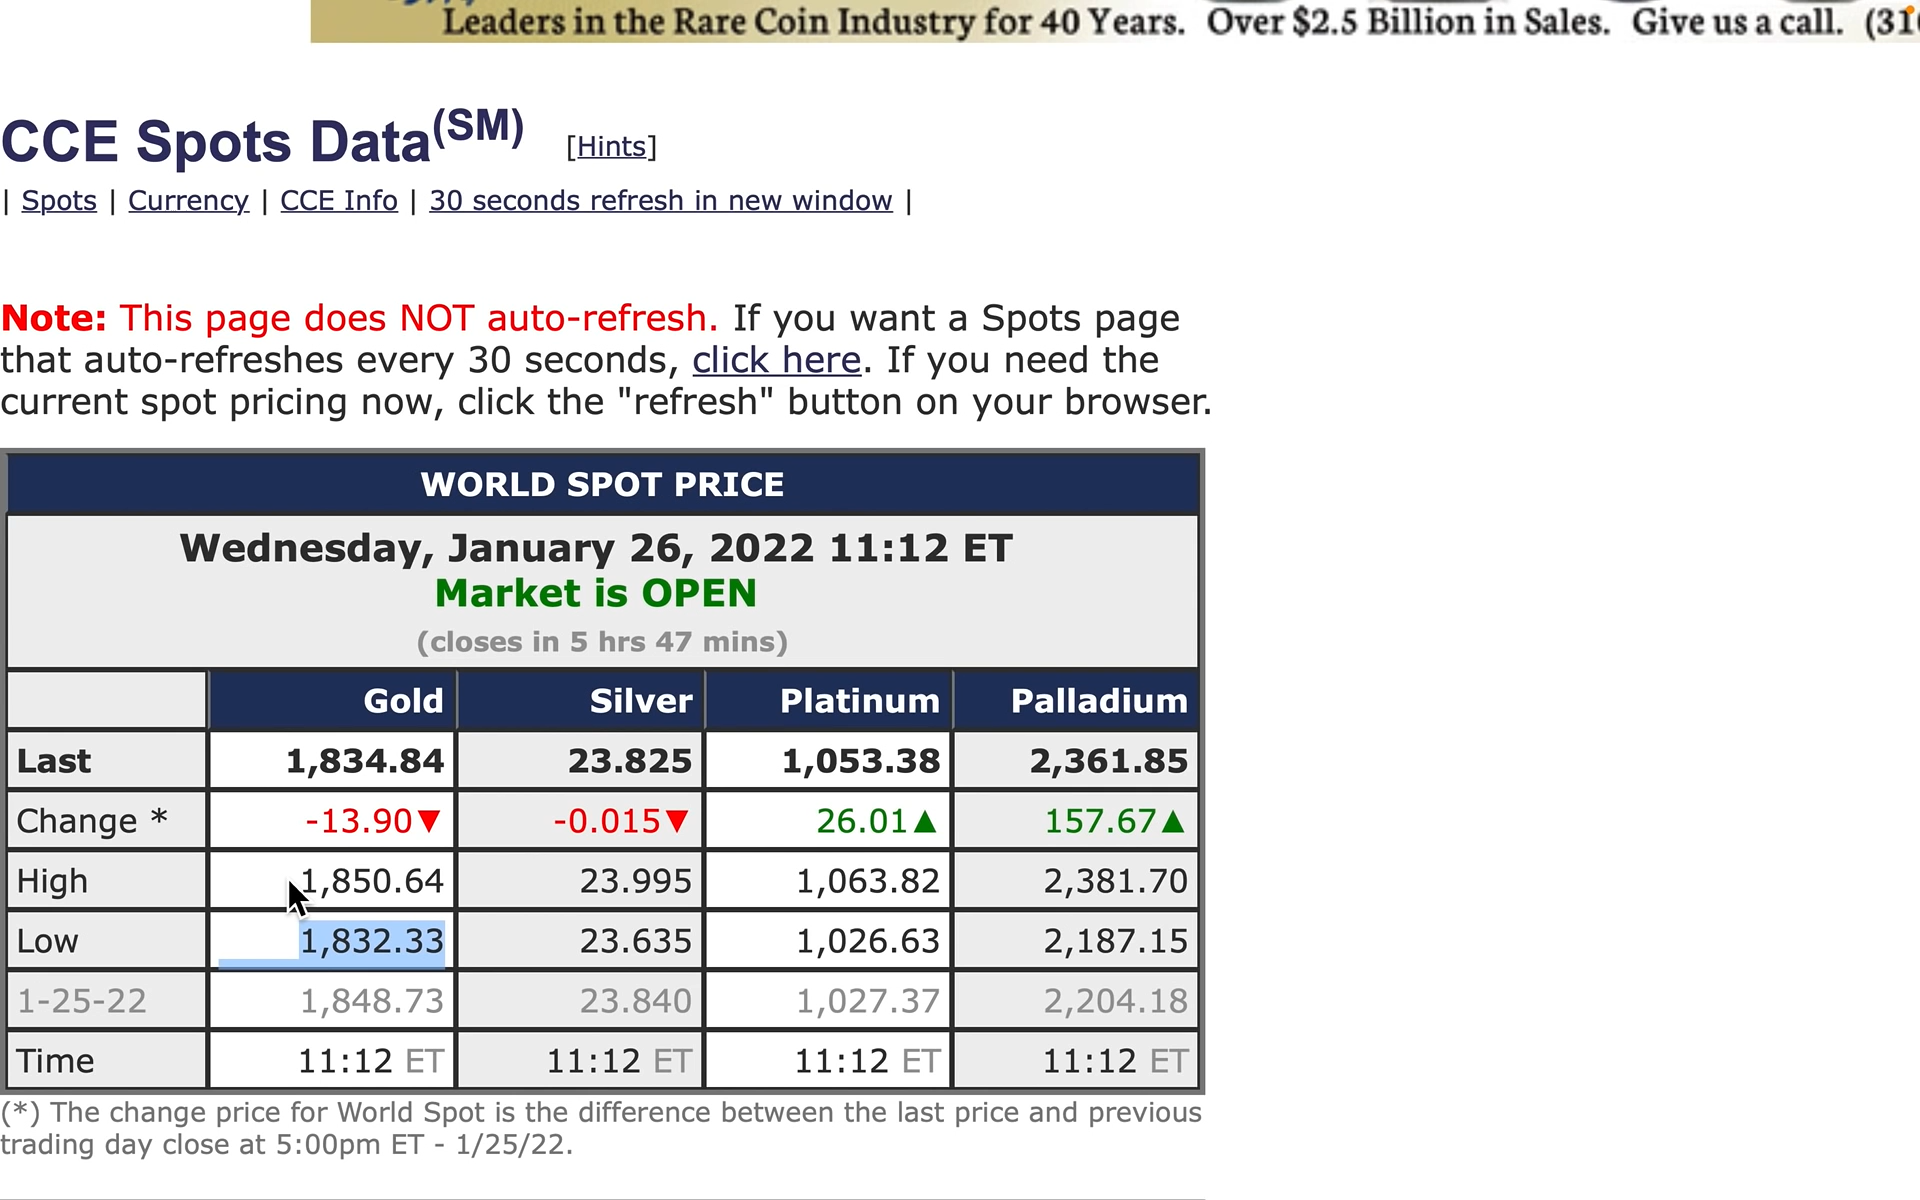 Leaders in the Rare Coin Industry for 40 Years. Over $2.5 Billion in Sales. Give us a call. (31
CCE Spots Data(SM) [Hints]
| Spots | Currency | CCE Info | 30 seconds refresh in new window |
Note: This page does NOT auto-refresh. If you want a Spots page
that auto-refreshes every 30 seconds, click here. If you need the
current spot pricing now, click the "refresh" button on your browser.
WORLD SPOT PRICE
Wednesday, January 26, 2022 11:12 ET
Market is OPEN
(closes in 5 hrs 47 mins)
Gold Silver Platinum Palladium
Last 1,834.84 23.825 1,053.38 2,361.85
Change * -13.90▼ -0.015▼ 26.01▲ 157.67▲
High 1,850.64 23.995 1,063.82 2,381.70
Low 1,832.33 23.635 1,026.63 2,187.15
1-25-22 1,848.73 23.840 1,027.37 2,204.18
Time 11:12 ET 11:12 ET 11:12 ET 11:12 ET
(*) The change price for World Spot is the difference between the last price and previous
trading day close at 5:00pm ET - 1/25/22.